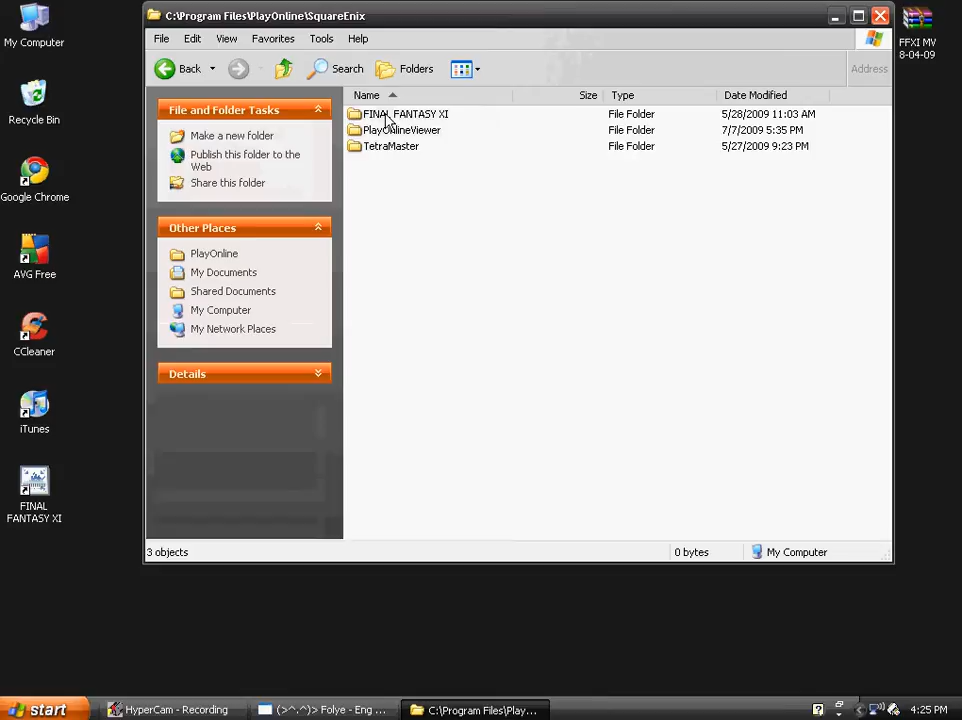 C:\Program Files\PlayOnline\SquareEnix
File Edit View Favorites Tools Help
Back Search Folders Address
My Computer
Recycle Bin
Google Chrome
AVG Free
CCleaner
iTunes
FINAL
FANTASY XI
FFXI MV
8-04-09
File and Folder Tasks
Make a new folder
Publish this folder to the
Web
Share this folder
Other Places
PlayOnline
My Documents
Shared Documents
My Computer
My Network Places
Details
Name Size Type Date Modified
FINAL FANTASY XI File Folder 5/28/2009 11:03 AM
PlayOnlineViewer File Folder 7/7/2009 5:35 PM
TetraMaster File Folder 5/27/2009 9:23 PM
3 objects 0 bytes My Computer
start HyperCam - Recording (>^.^)> Folye - Eng ... C:\Program Files\Play... 4:25 PM